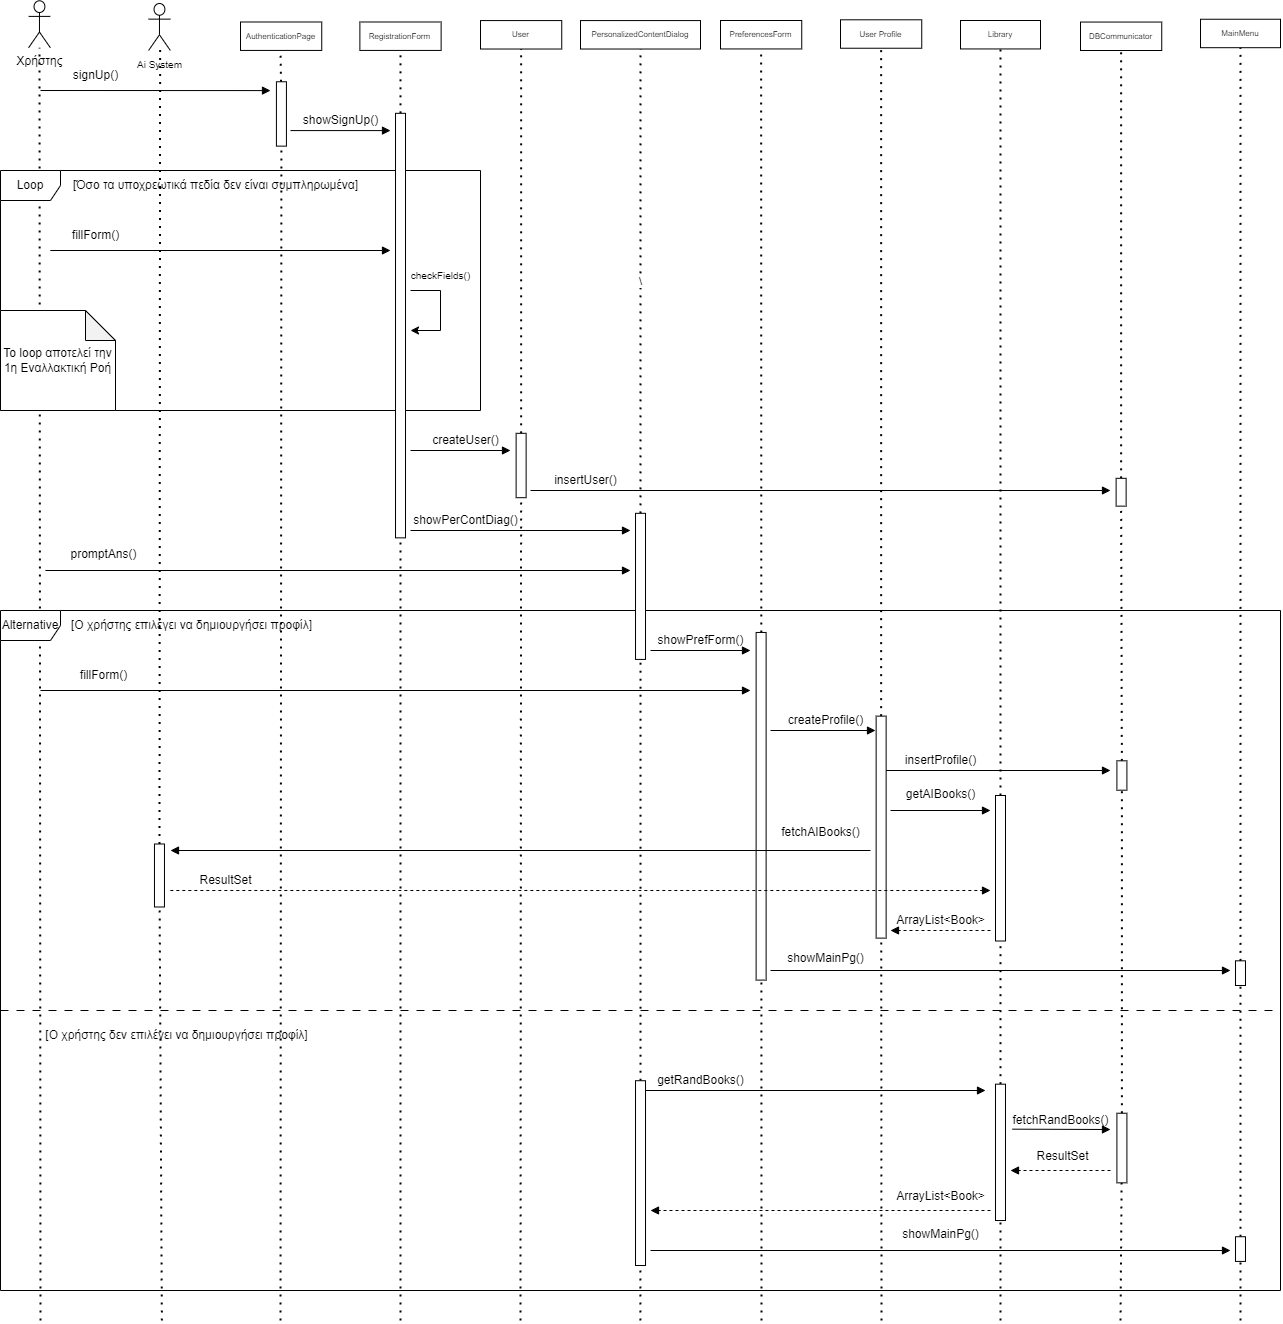 Χρήστης
Ai System
AuthenticationPage
RegistrationForm
User
PersonalizedContentDialog
PreferencesForm
User Profile
Library
DBCommunicator
MainMenu
signUp()
showSignUp()
Loop
[Όσο τα υποχρεωτικά πεδία δεν είναι συμπληρωμένα]
fillForm()
checkFields()
\
Το loop αποτελεί την
1η Εναλλακτική Ροή
createUser()
insertUser()
showPerContDiag()
promptAns()
Alternative
[Ο χρήστης επιλέγει να δημιουργήσει προφίλ]
showPrefForm()
fillForm()
createProfile()
insertProfile()
getAIBooks()
fetchAIBooks()
ResultSet
ArrayList<Book>
showMainPg()
[Ο χρήστης δεν επιλέγει να δημιουργήσει προφίλ]
getRandBooks()
fetchRandBooks()
ResultSet
ArrayList<Book>
showMainPg()